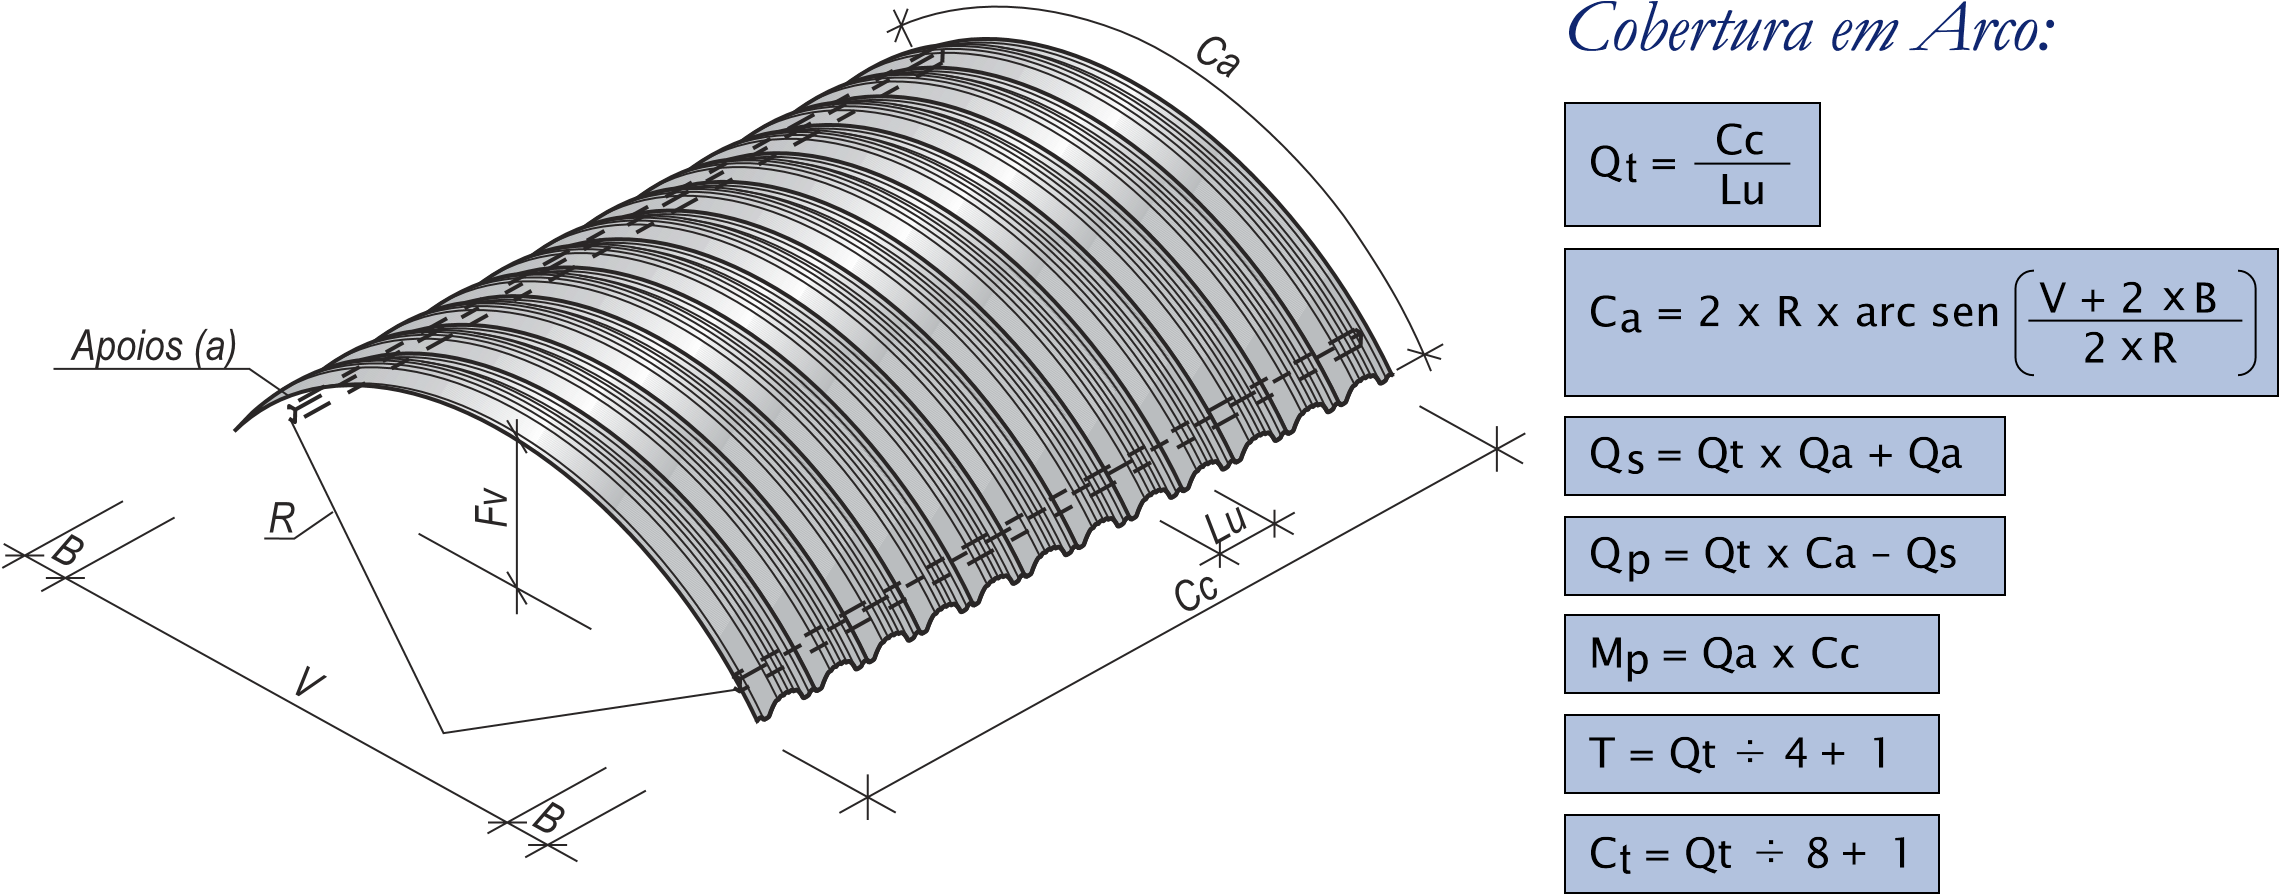 Cobertura em Arco:
Ca
Apoios (a)
R
Fv
B
V
B
Lu
Cc
Qt = Cc
Lu
Ca = 2 x R x arc sen (V + 2 x B
2 x R)
Qs = Qt x Qa + Qa
Qp = Qt x Ca – Qs
Mp = Qa x Cc
T = Qt ÷ 4 + 1
Ct = Qt ÷ 8 + 1